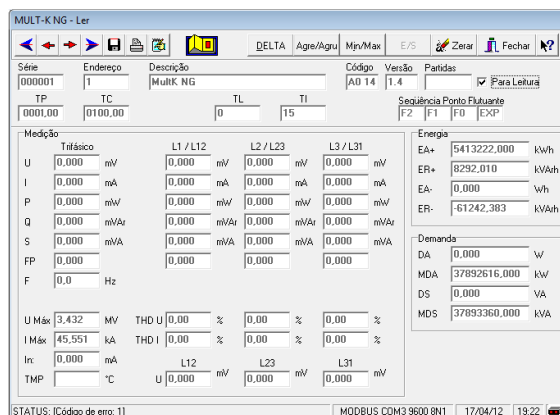 MULT-K NG - Ler
DELTA Agre/Agru Min/Max E/S Zerar Fechar
Série Endereço Descrição Código Versão Partidas
000001 1 MultK NG A0 14 1.4 Para Leitura
TP TC TL TI Seqüência Ponto Flutuante
0001,00 0100,00 0 15 F2 F1 F0 EXP
Medição
Trifásico L1 / L12 L2 / L23 L3 / L31
U 0,000 mV 0,000 mV 0,000 mV 0,000 mV
I 0,000 mA 0,000 mA 0,000 mA 0,000 mA
P 0,000 mW 0,000 mW 0,000 mW 0,000 mW
Q 0,000 mVAr 0,000 mVAr 0,000 mVAr 0,000 mVAr
S 0,000 mVA 0,000 mVA 0,000 mVA 0,000 mVA
FP 0,000 0,000 0,000 0,000
F 0,0 Hz
U Máx 3,432 MV THD U 0,00 % 0,00 % 0,00 %
I Máx 45,551 kA THD I 0,00 % 0,00 % 0,00 %
In: 0,000 mA L12 L23 L31
TMP °C U 0,000 mV 0,000 mV 0,000 mV
Energia
EA+ 5413222,000 kWh
ER+ 8292,010 kVArh
EA- 0,000 Wh
ER- -61242,383 kVArh
Demanda
DA 0,000 W
MDA 37892616,000 kW
DS 0,000 VA
MDS 37893360,000 kVA
STATUS: [Código de erro: 1] MODBUS COM3 9600 8N1 17/04/12 19:22